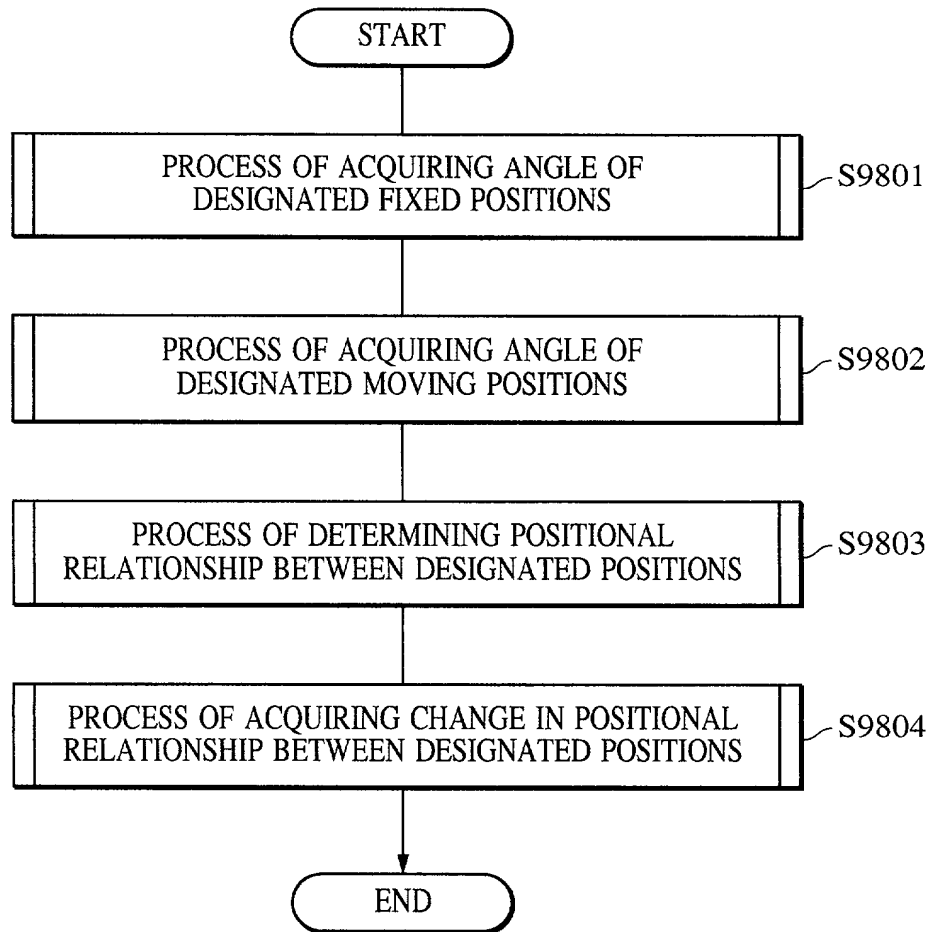 START
PROCESS OF ACQUIRING ANGLE OF
DESIGNATED FIXED POSITIONS
S9801
PROCESS OF ACQUIRING ANGLE OF
DESIGNATED MOVING POSITIONS
S9802
PROCESS OF DETERMINING POSITIONAL
RELATIONSHIP BETWEEN DESIGNATED POSITIONS
S9803
PROCESS OF ACQUIRING CHANGE IN POSITIONAL
RELATIONSHIP BETWEEN DESIGNATED POSITIONS
S9804
END